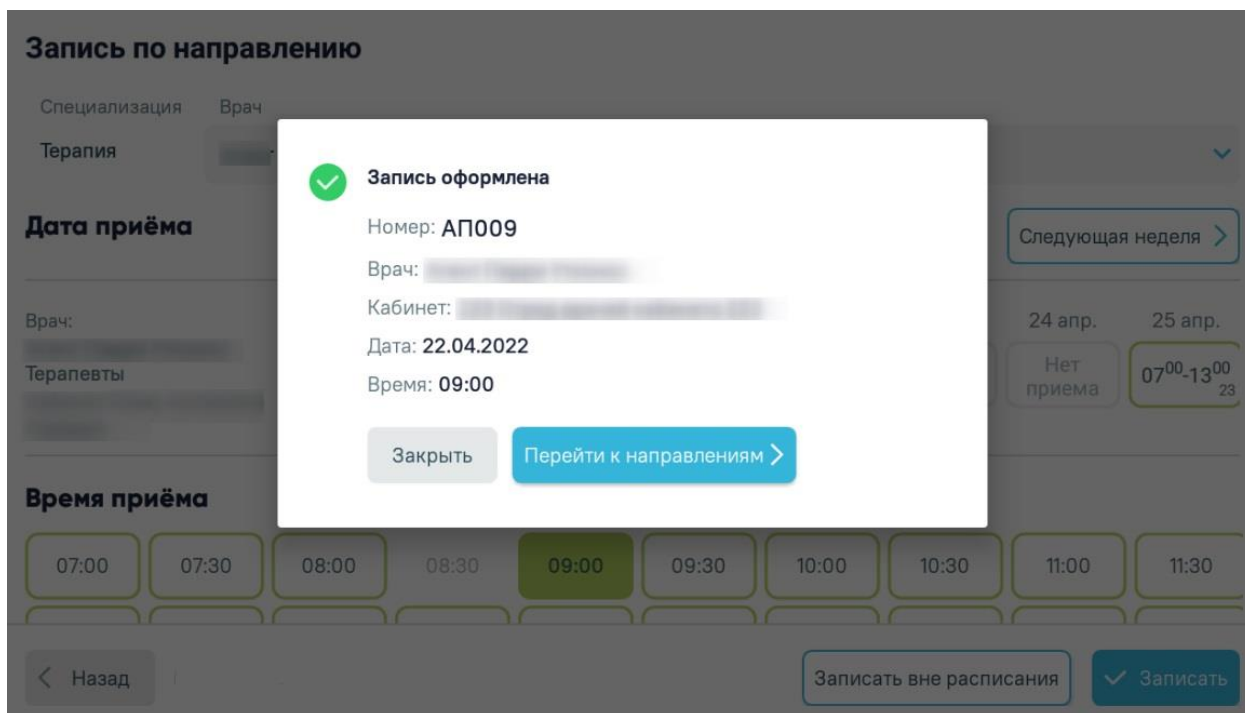 Запись по направлению
Специализация Врач
Терапия
Запись оформлена
Номер: АП009
Врач:
Кабинет:
Дата: 22.04.2022
Время: 09:00
Закрыть Перейти к направлениям
Дата приёма
Следующая неделя
Врач:
Терапевты
24 апр. 25 апр.
Нет приема
07⁰⁰-13⁰⁰
23
Время приёма
07:00 07:30 08:00 08:30 09:00 09:30 10:00 10:30 11:00 11:30
Назад Записать вне расписания Записать